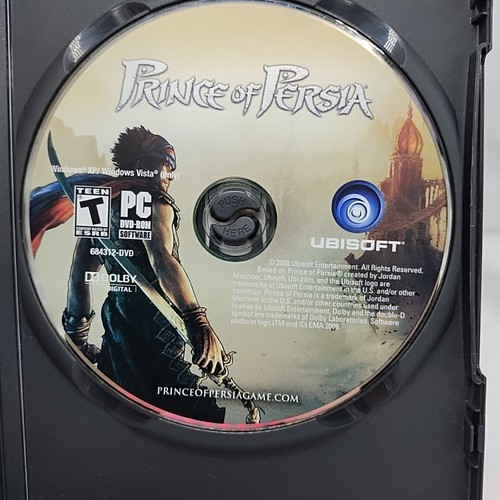 PRINCE OF PERSIA
Windows® XP/ Windows Vista® (only)
TEEN
T
CONTENT RATED BY
ESRB
PC
DVD-ROM
SOFTWARE
684312-DVD
DOLBY
DIGITAL
PUSH
HERE
UBISOFT
© 2008 Ubisoft Entertainment. All Rights Reserved.
Based on Prince of Persia® created by Jordan
Mechner. Ubisoft, Ubi.com, and the Ubisoft logo are
trademarks of Ubisoft Entertainment in the U.S. and/or other
countries. Prince of Persia is a trademark of Jordan
Mechner in the U.S. and/or other countries used under
license by Ubisoft Entertainment. Dolby and the double-D
symbol are trademarks of Dolby Laboratories. Software
platform logo (TM and ©) EMA 2006.
PRINCEOFPERSIAGAME.COM